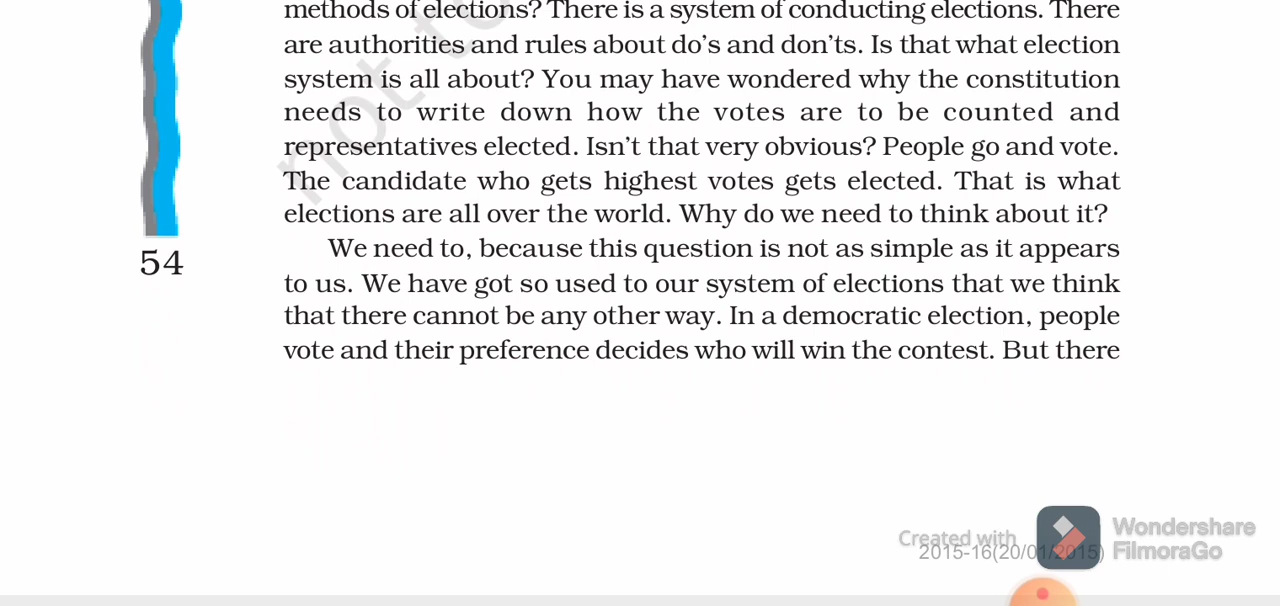 methods of elections? There is a system of conducting elections. There
are authorities and rules about do's and don'ts. Is that what election
system is all about? You may have wondered why the constitution
needs to write down how the votes are to be counted and
representatives elected. Isn't that very obvious? People go and vote.
The candidate who gets highest votes gets elected. That is what
elections are all over the world. Why do we need to think about it?
We need to, because this question is not as simple as it appears
to us. We have got so used to our system of elections that we think
that there cannot be any other way. In a democratic election, people
vote and their preference decides who will win the contest. But there
54
not to
Created with
Wondershare
FilmoraGo
2015-16(20/01/2015)